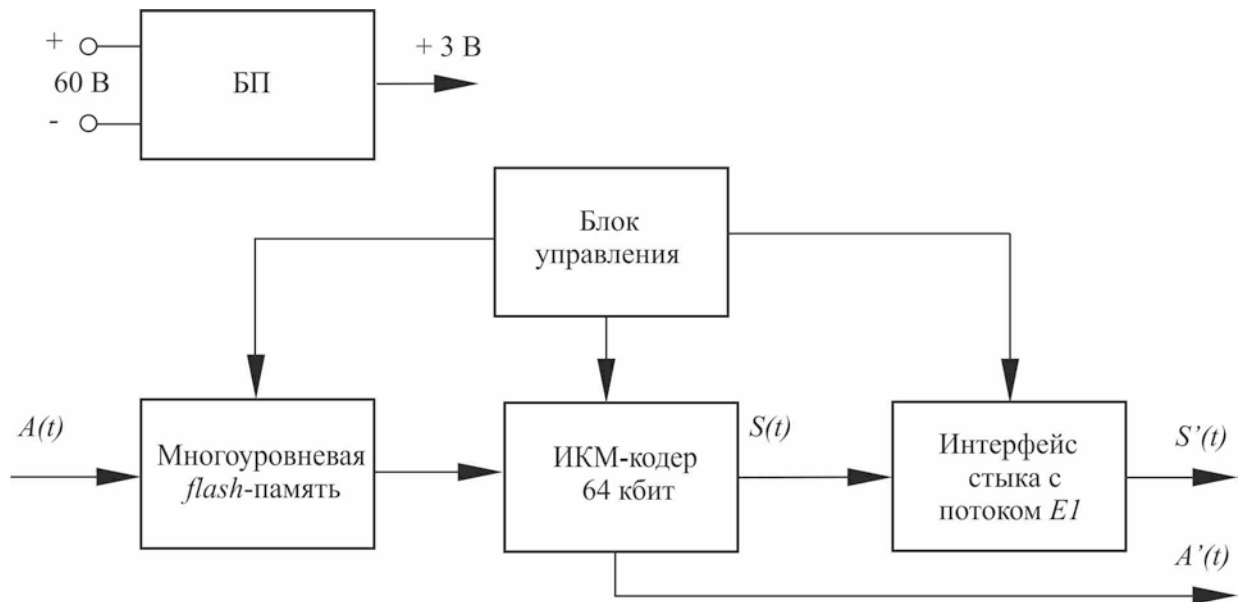 +
60 В
-
БП
+ 3 В
Блок
управления
A(t)
Многоуровневая
flash-память
ИКМ-кодер
64 кбит
S(t)
Интерфейс
стыка с
потоком E1
S’(t)
A’(t)